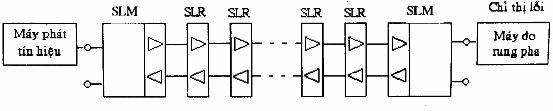 Chỉ thị lỗi
SLM SLR SLR SLR SLR SLM
Máy phát
tín hiệu
Máy đo
rung pha